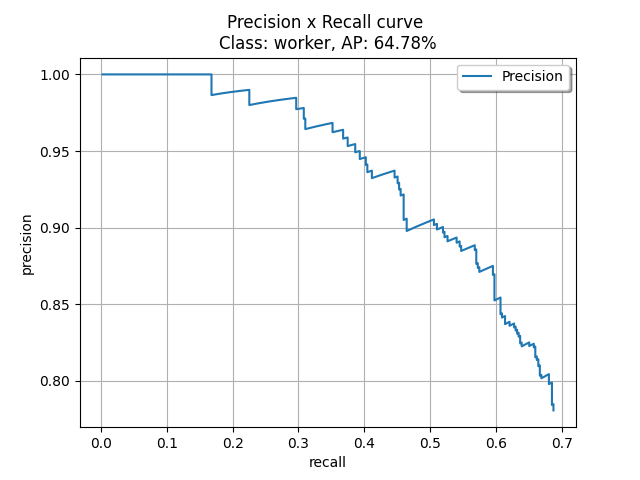 Precision x Recall curve
Class: worker, AP: 64.78%
Precision
1.00
0.95
0.90
0.85
0.80
precision
0.0 0.1 0.2 0.3 0.4 0.5 0.6 0.7
recall